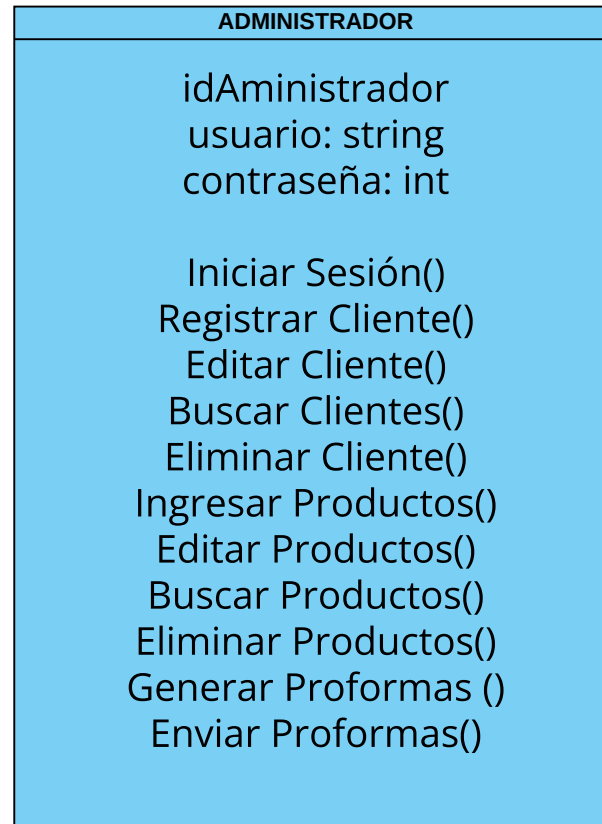 ADMINISTRADOR
idAministrador
usuario: string
contraseña: int
Iniciar Sesión()
Registrar Cliente()
Editar Cliente()
Buscar Clientes()
Eliminar Cliente()
Ingresar Productos()
Editar Productos()
Buscar Productos()
Eliminar Productos()
Generar Proformas ()
Enviar Proformas()